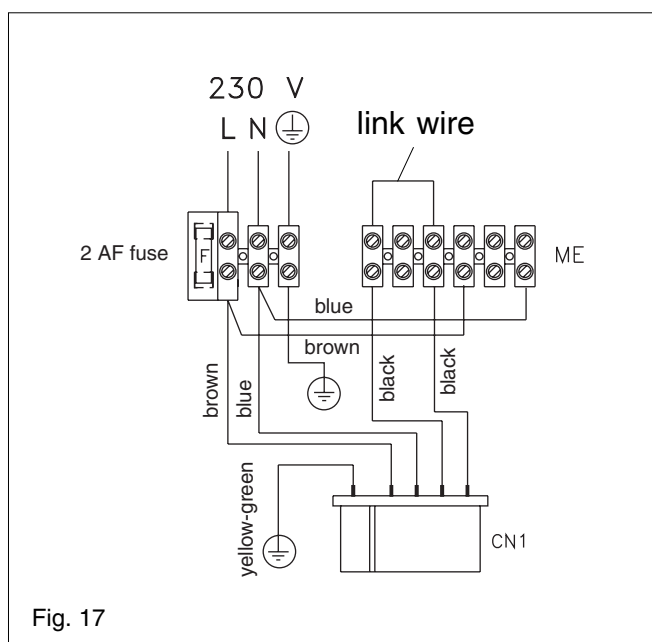 230 V
L N
link wire
2 AF fuse
F
ME
blue
brown
brown
blue
black
black
yellow-green
CN1
Fig. 17